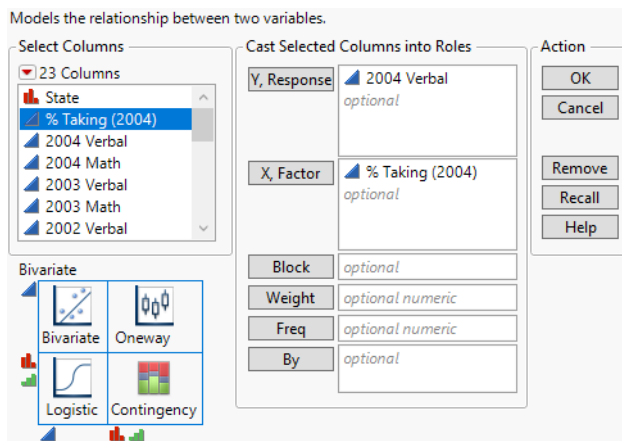 Models the relationship between two variables.
Select Columns
23 Columns
State
% Taking (2004)
2004 Verbal
2004 Math
2003 Verbal
2003 Math
2002 Verbal
Cast Selected Columns into Roles
Y, Response
2004 Verbal
optional
X, Factor
% Taking (2004)
optional
Block
optional
Weight
optional numeric
Freq
optional numeric
By
optional
Action
OK
Cancel
Remove
Recall
Help
Bivariate
Bivariate
Oneway
Logistic
Contingency